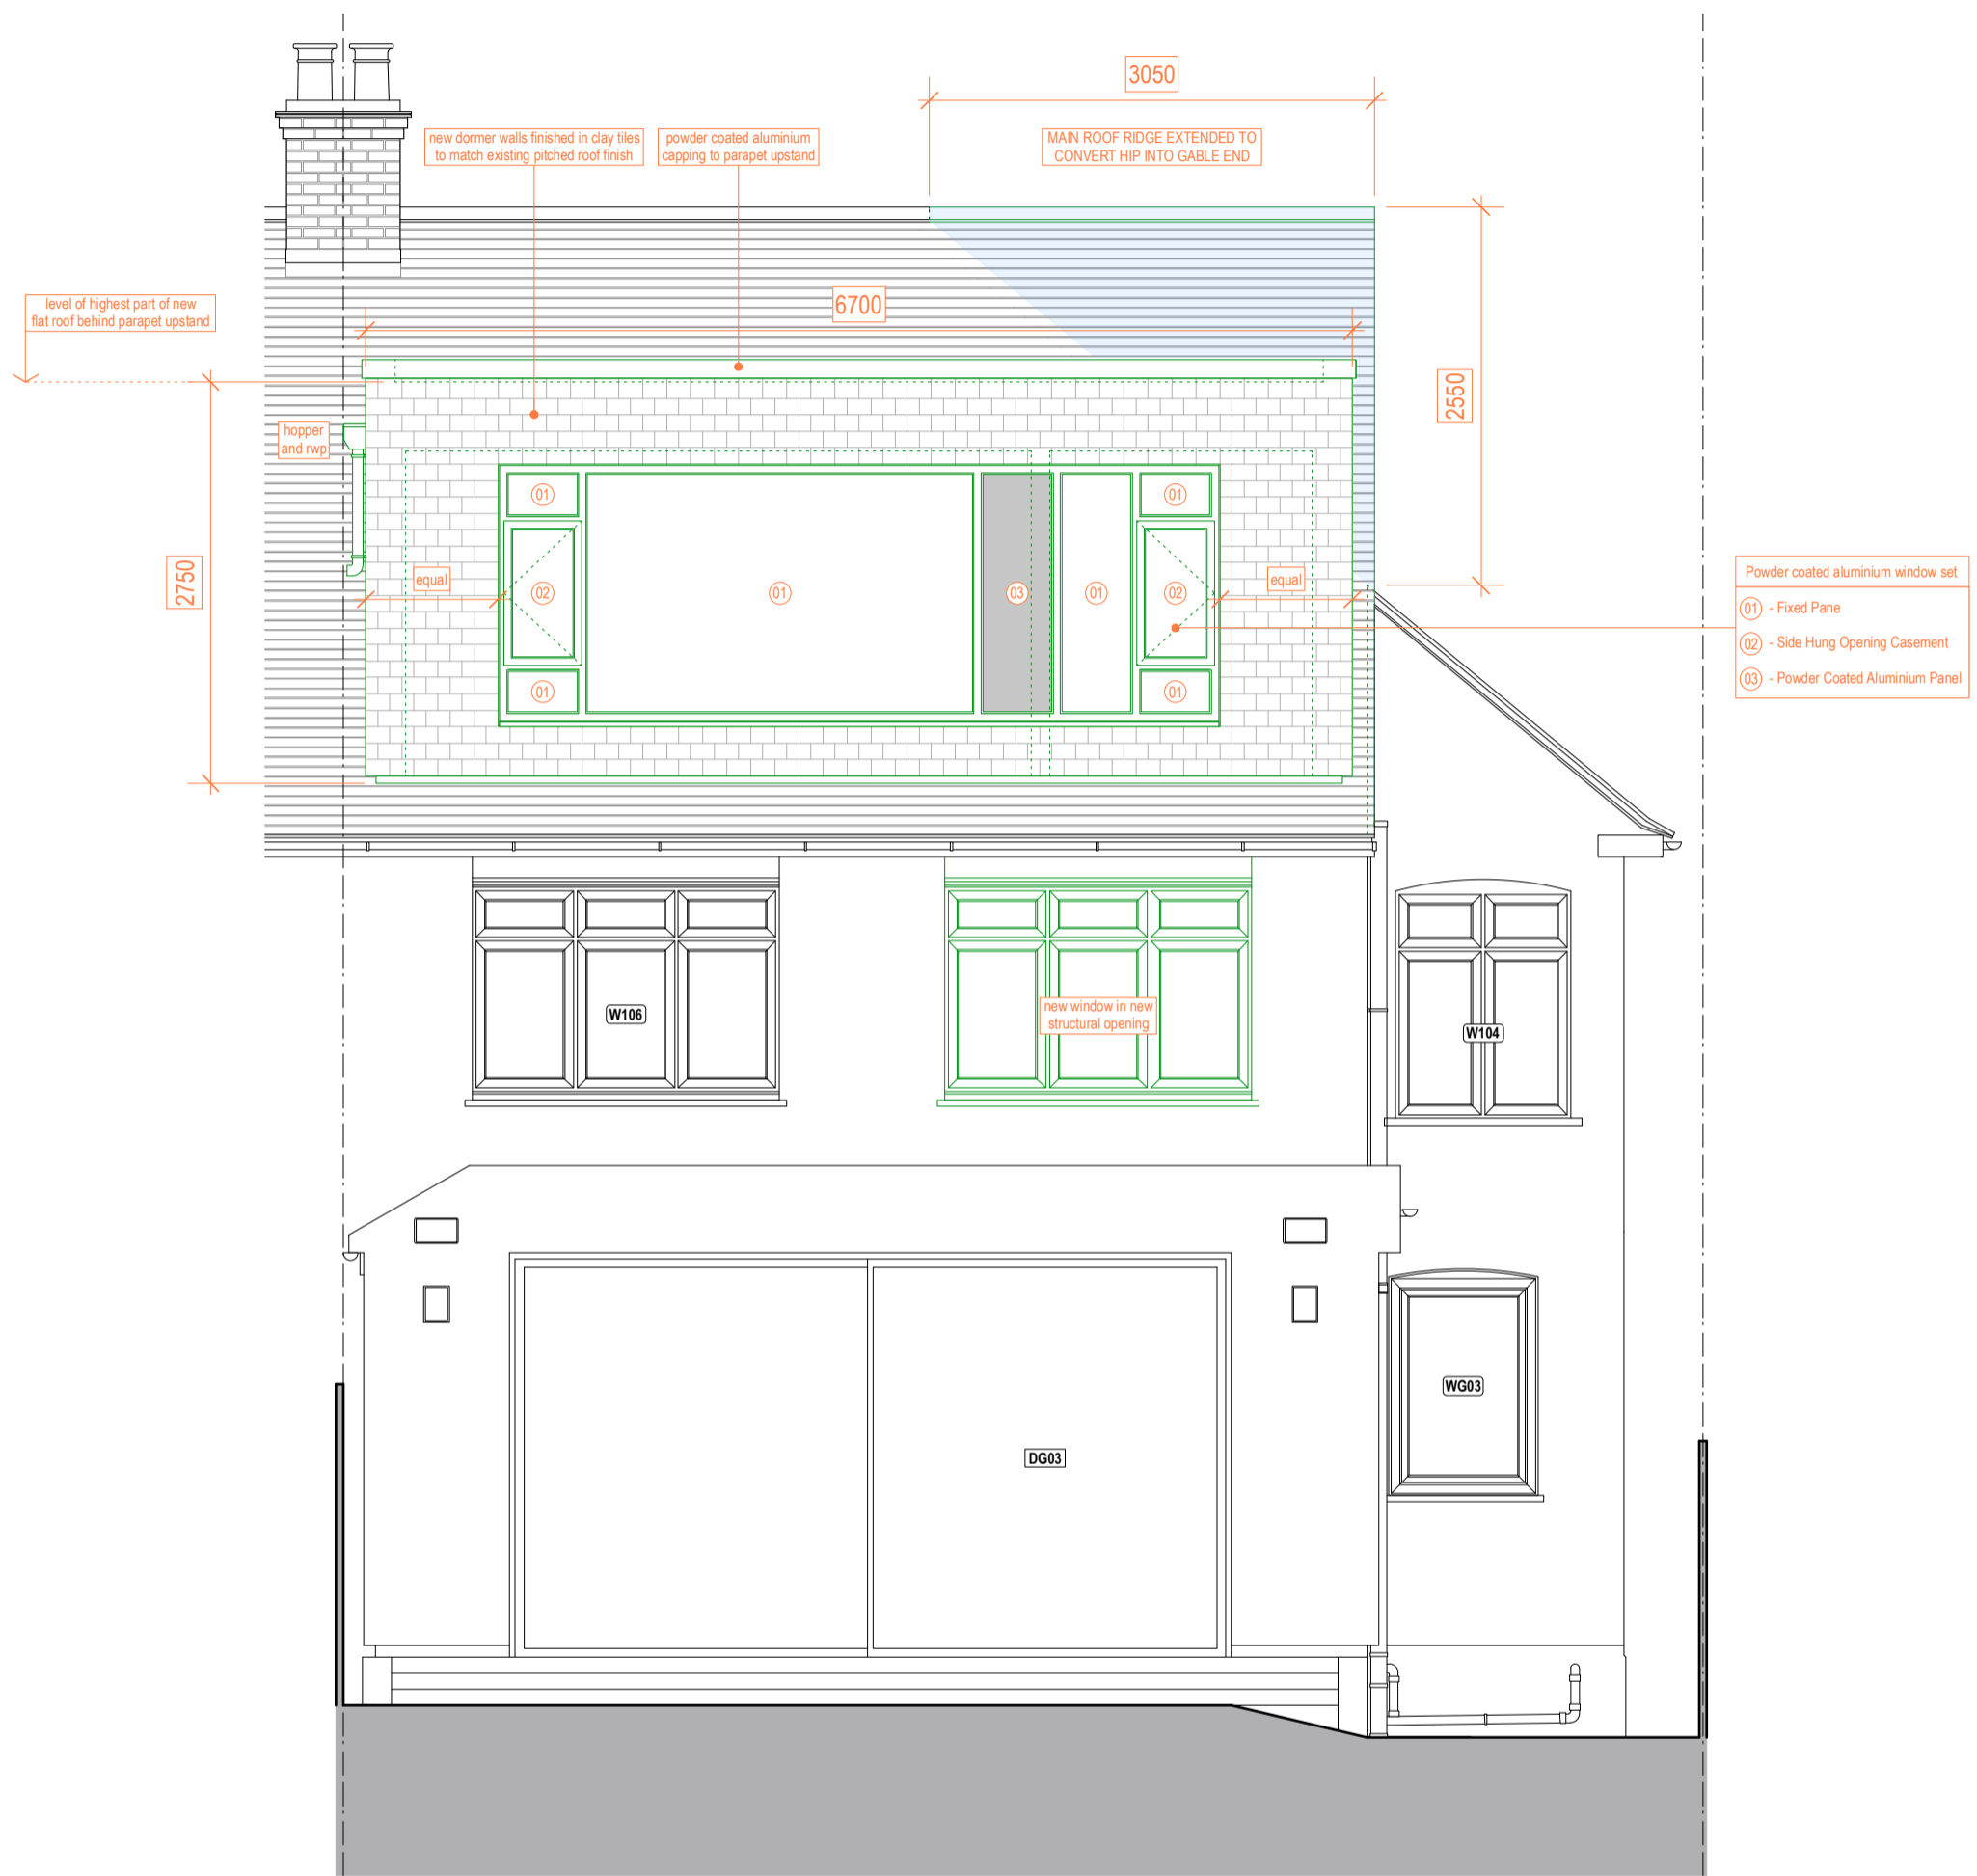 3050
new dormer walls finished in clay tiles
to match existing pitched roof finish
powder coated aluminium
capping to parapet upstand
MAIN ROOF RIDGE EXTENDED TO
CONVERT HIP INTO GABLE END
level of highest part of new
flat roof behind parapet upstand
6700
2550
hopper
and rwp
2750
equal
equal
01
01
02
01
03
01
02
01
01
Powder coated aluminium window set
01 - Fixed Pane
02 - Side Hung Opening Casement
03 - Powder Coated Aluminium Panel
W106
new window in new
structural opening
W104
WG03
DG03